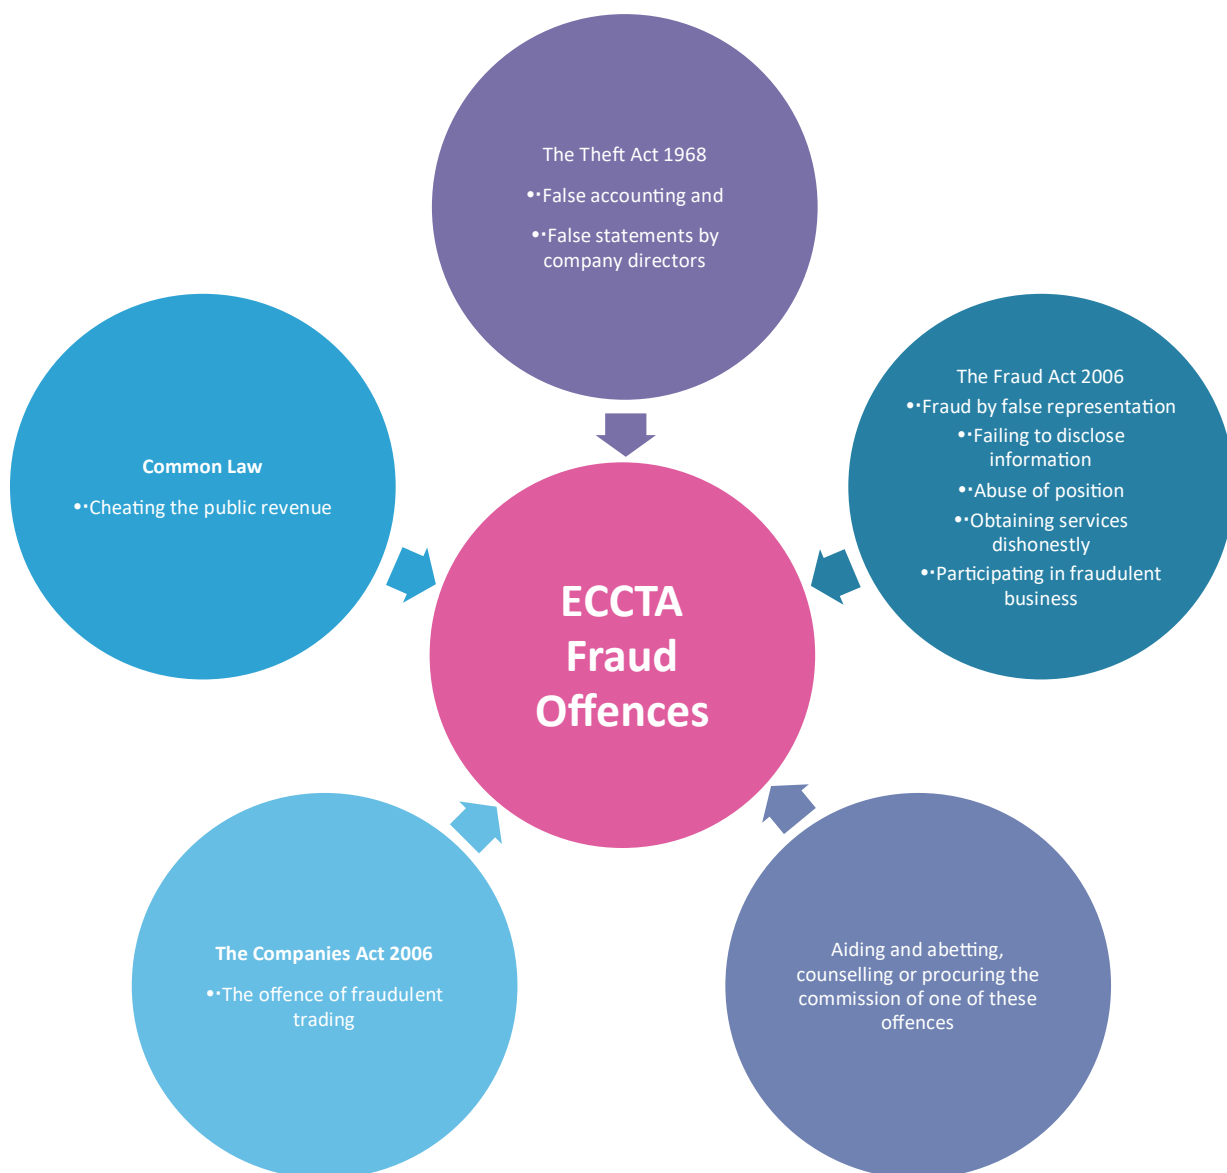 The Theft Act 1968
•·False accounting and
•·False statements by
company directors
The Fraud Act 2006
•·Fraud by false representation
•·Failing to disclose
information
•·Abuse of position
•·Obtaining services
dishonestly
•·Participating in fraudulent
business
Common Law
•·Cheating the public revenue
ECCTA
Fraud
Offences
The Companies Act 2006
•·The offence of fraudulent
trading
Aiding and abetting,
counselling or procuring the
commission of one of these
offences